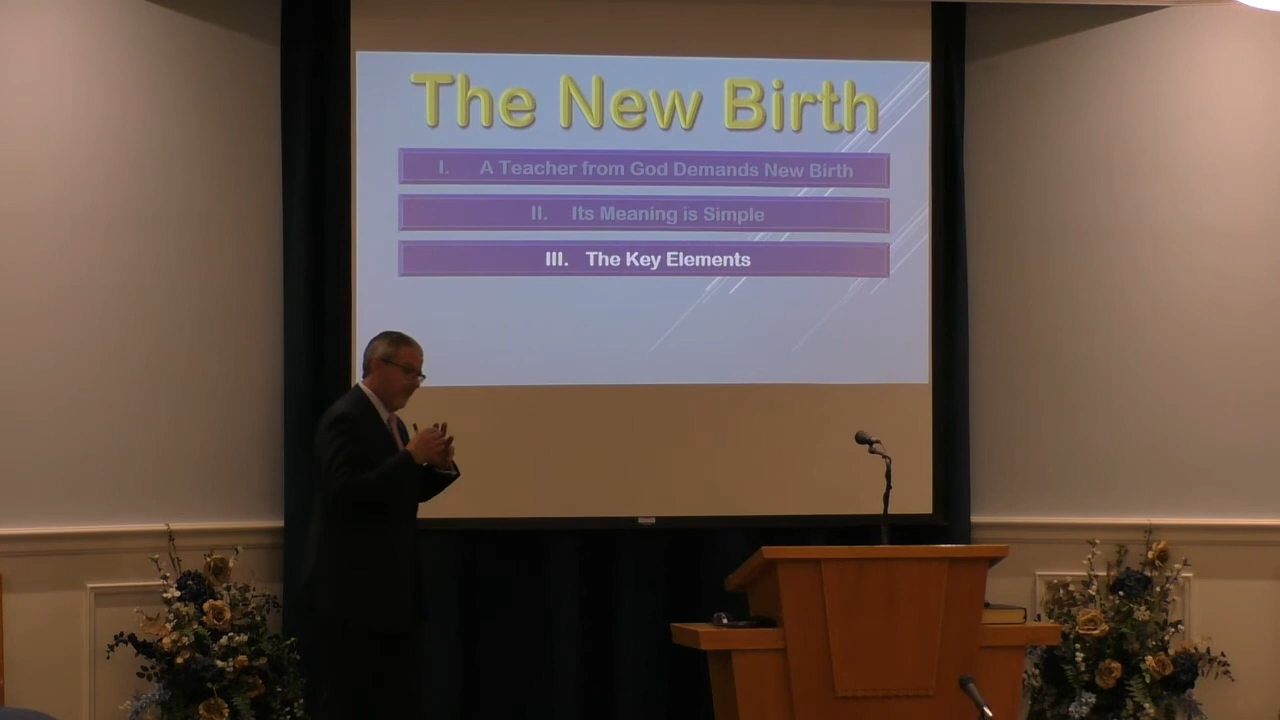 The New Birth
I. A Teacher from God Demands New Birth
II. Its Meaning is Simple
III. The Key Elements